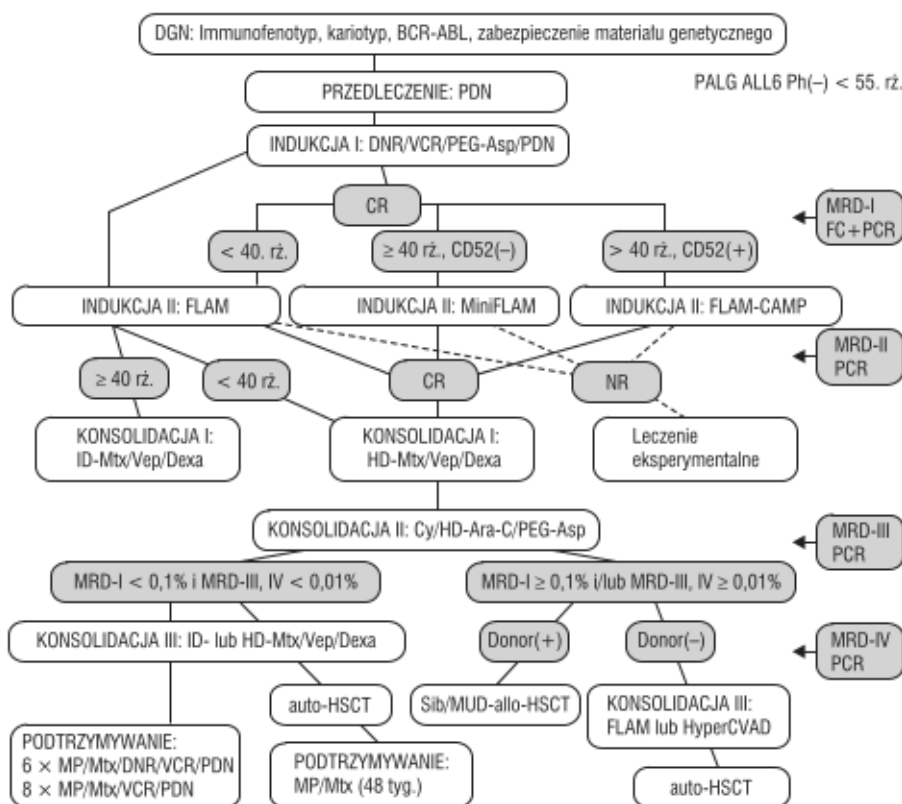 DGN: Immunofenotyp, kariotyp, BCR-ABL, zabezpieczenie materiału genetycznego
PRZEDLECZENIE: PDN
PALG ALL6 Ph(–) < 55. rż.
INDUKCJA I: DNR/VCR/PEG-Asp/PDN
CR
MRD-I
FC+PCR
< 40. rż.
≥ 40 rż., CD52(–)
> 40 rż., CD52(+)
INDUKCJA II: FLAM
INDUKCJA II: MiniFLAM
INDUKCJA II: FLAM-CAMP
MRD-II
PCR
≥ 40 rż.
< 40 rż.
CR
NR
KONSOLIDACJA I:
ID-Mtx/Vep/Dexa
KONSOLIDACJA I:
HD-Mtx/Vep/Dexa
Leczenie
eksperymentalne
KONSOLIDACJA II: Cy/HD-Ara-C/PEG-Asp
MRD-III
PCR
MRD-I < 0,1% i MRD-III, IV < 0,01%
MRD-I ≥ 0,1% i/lub MRD-III, IV ≥ 0,01%
KONSOLIDACJA III: ID- lub HD-Mtx/Vep/Dexa
Donor(+)
Donor(–)
MRD-IV
PCR
auto-HSCT
Sib/MUD-allo-HSCT
KONSOLIDACJA III:
FLAM lub HyperCVAD
PODTRZYMYWANIE:
6 × MP/Mtx/DNR/VCR/PDN
8 × MP/Mtx/VCR/PDN
PODTRZYMYWANIE:
MP/Mtx (48 tyg.)
auto-HSCT